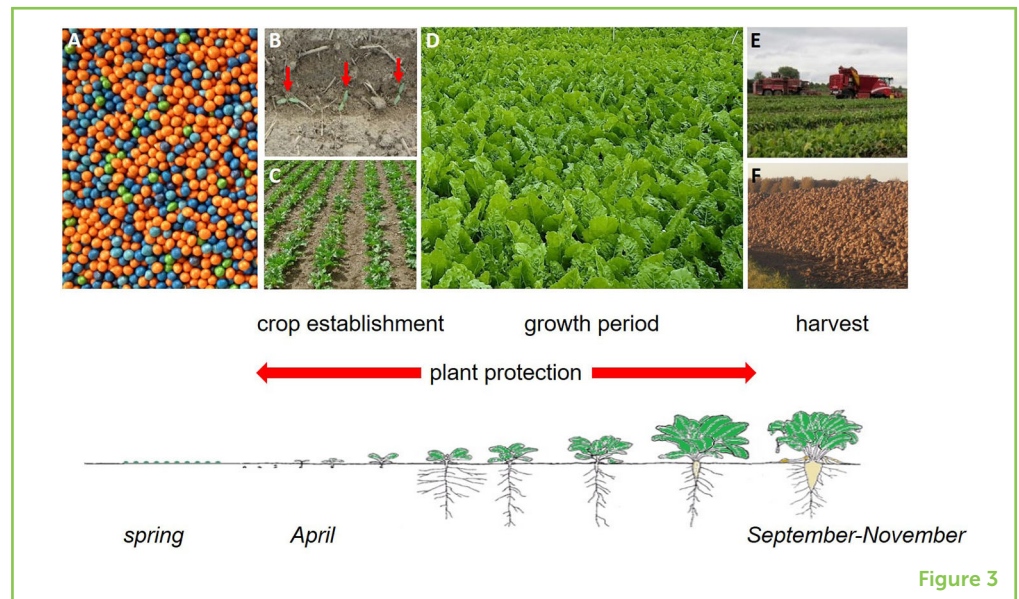 A
B
C
D
E
F
crop establishment
growth period
harvest
plant protection
spring
April
September-November
Figure 3